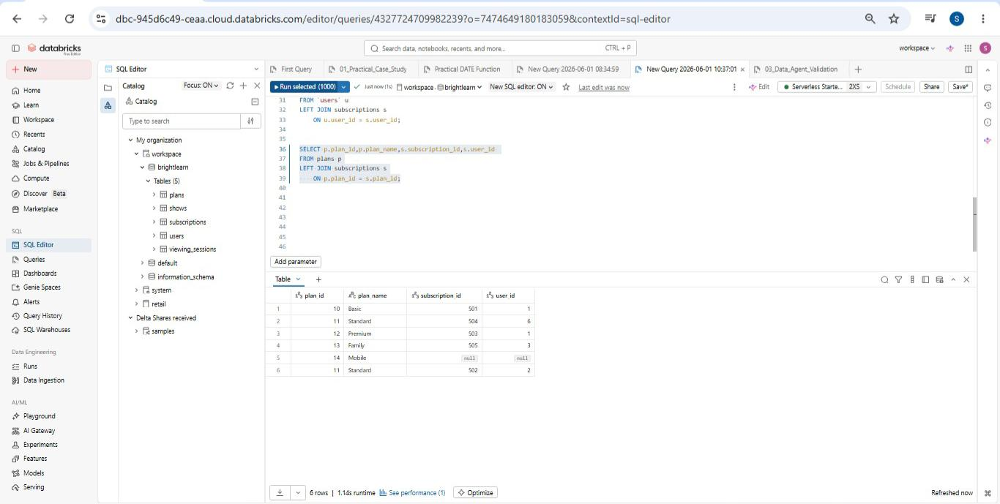 dbc-945d6c49-ceaa.cloud.databricks.com/editor/queries/432772470998223­9?o=7474649180183059&contextId=sql-editor
S
databricks
Free Edition
Search data, notebooks, recents, and more...
CTRL + P
workspace
S
New
Home
Learn
Workspace
Recents
Catalog
Jobs & Pipelines
Compute
Discover Beta
Marketplace
SQL
SQL Editor
Queries
Dashboards
Genie Spaces
Alerts
Query History
SQL Warehouses
Data Engineering
Runs
Data Ingestion
AI/ML
Playground
AI Gateway
Experiments
Features
Models
Serving
SQL Editor
Catalog
Focus: ON
Catalog
Type to search
My organization
workspace
brightlearn
Tables (5)
plans
shows
subscriptions
users
viewing_sessions
default
information_schema
system
retail
Delta Shares received
samples
First Query
01_Practical_Case_Study
Practical DATE Function
New Query 2026-06-01 08:34:59
New Query 2026-06-01 10:37:01
03_Data_Agent_Validation
Run selected (1000)
Just now (1s)
workspace.
brightlearn
New SQL editor: ON
Last edit was now
Edit
Serverless Starte... 2XS
Schedule
Share
Save*
31 FROM `users` u
32 LEFT JOIN subscriptions s
33 ON u.user_id = s.user_id;
34
35
36 SELECT p.plan_id,p.plan_name,s.subscription_id,s.user_id
37 FROM plans p
38 LEFT JOIN subscriptions s
39 ON p.plan_id = s.plan_id;
40
41
42
43
44
45
46
Add parameter
Table
plan_id plan_name subscription_id user_id
1 10 Basic 501 1
2 11 Standard 504 6
3 12 Premium 503 1
4 13 Family 505 3
5 14 Mobile null null
6 11 Standard 502 2
6 rows | 1.14s runtime See performance (1) Optimize
Refreshed now